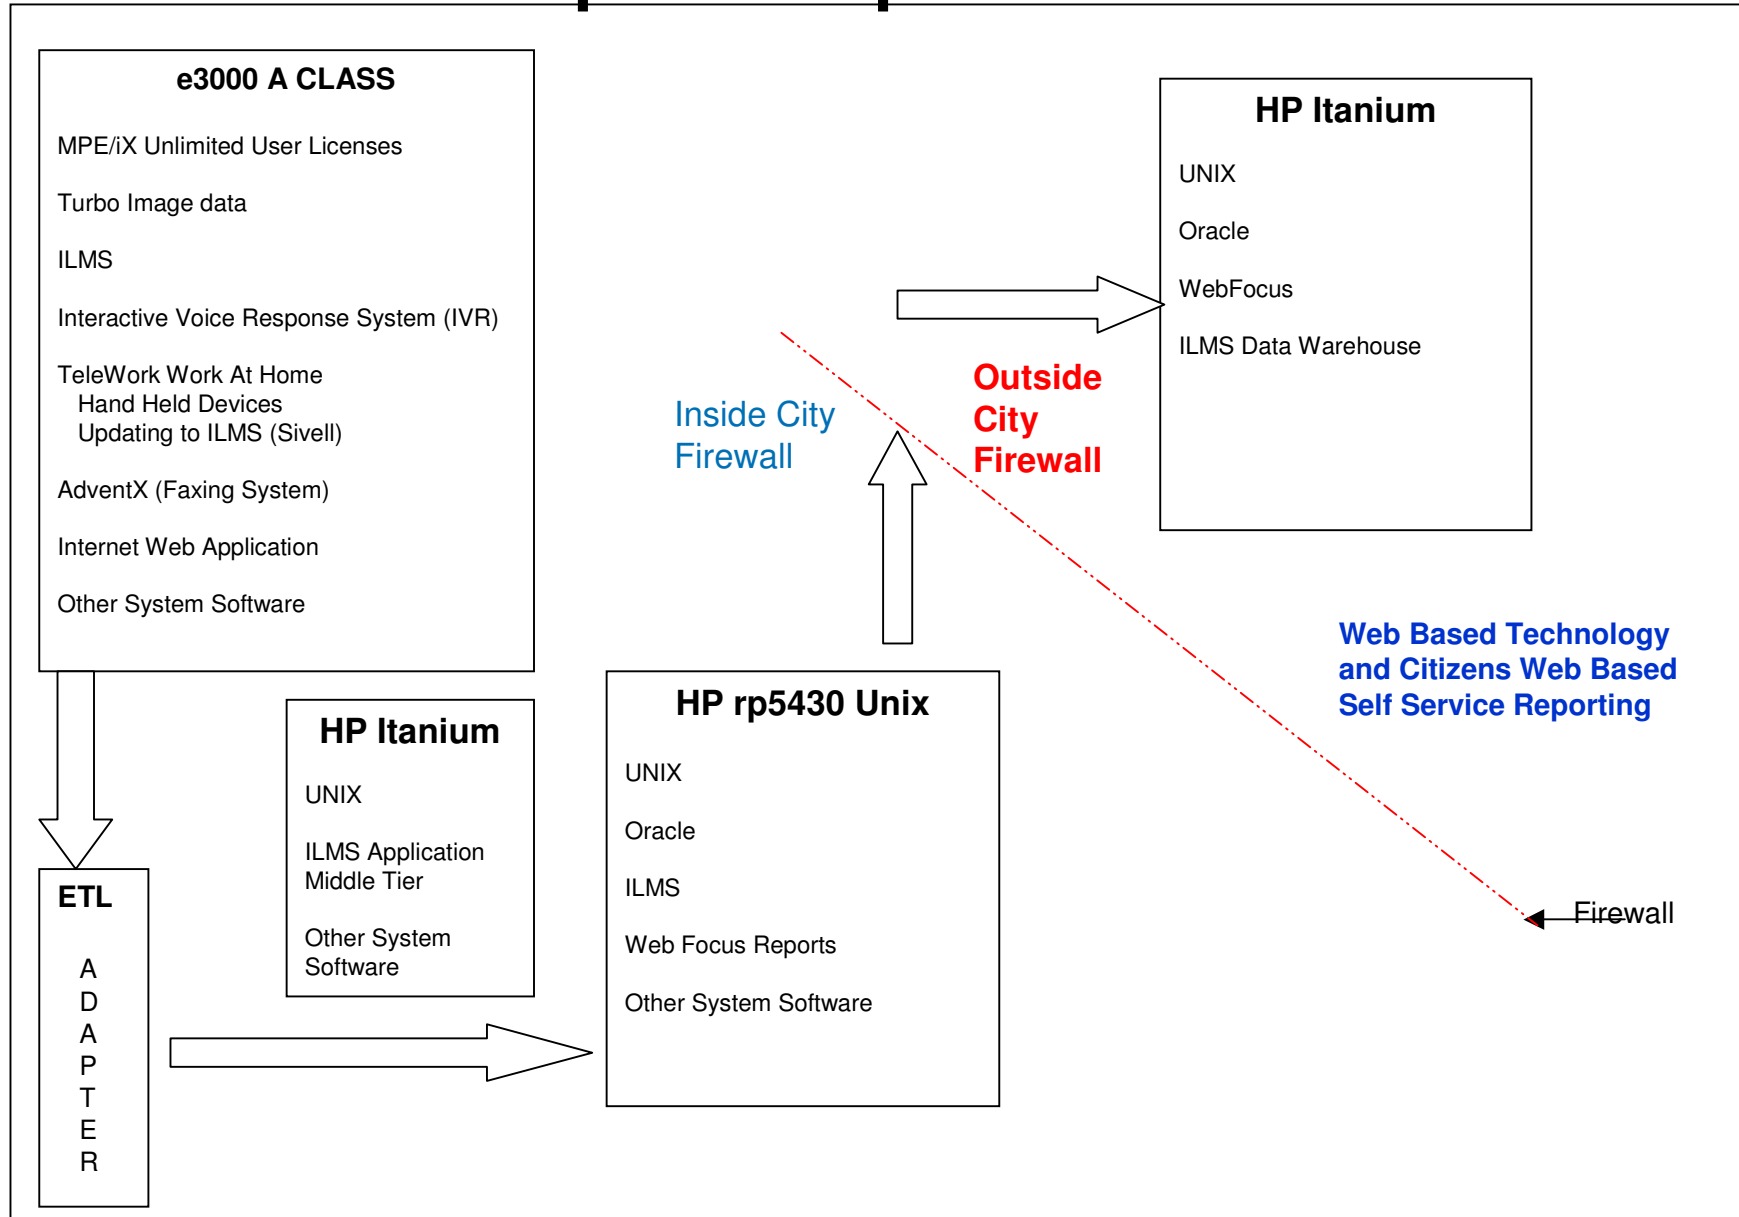 e3000 A CLASS
MPE/iX Unlimited User Licenses
Turbo Image data
ILMS
Interactive Voice Response System (IVR)
TeleWork Work At Home
Hand Held Devices
Updating to ILMS (Sivell)
AdventX (Faxing System)
Internet Web Application
Other System Software
HP Itanium
UNIX
Oracle
WebFocus
ILMS Data Warehouse
Inside City
Firewall
Outside
City
Firewall
Web Based Technology
and Citizens Web Based
Self Service Reporting
Firewall
HP Itanium
UNIX
ILMS Application
Middle Tier
Other System
Software
HP rp5430 Unix
UNIX
Oracle
ILMS
Web Focus Reports
Other System Software
ETL
A
D
A
P
T
E
R